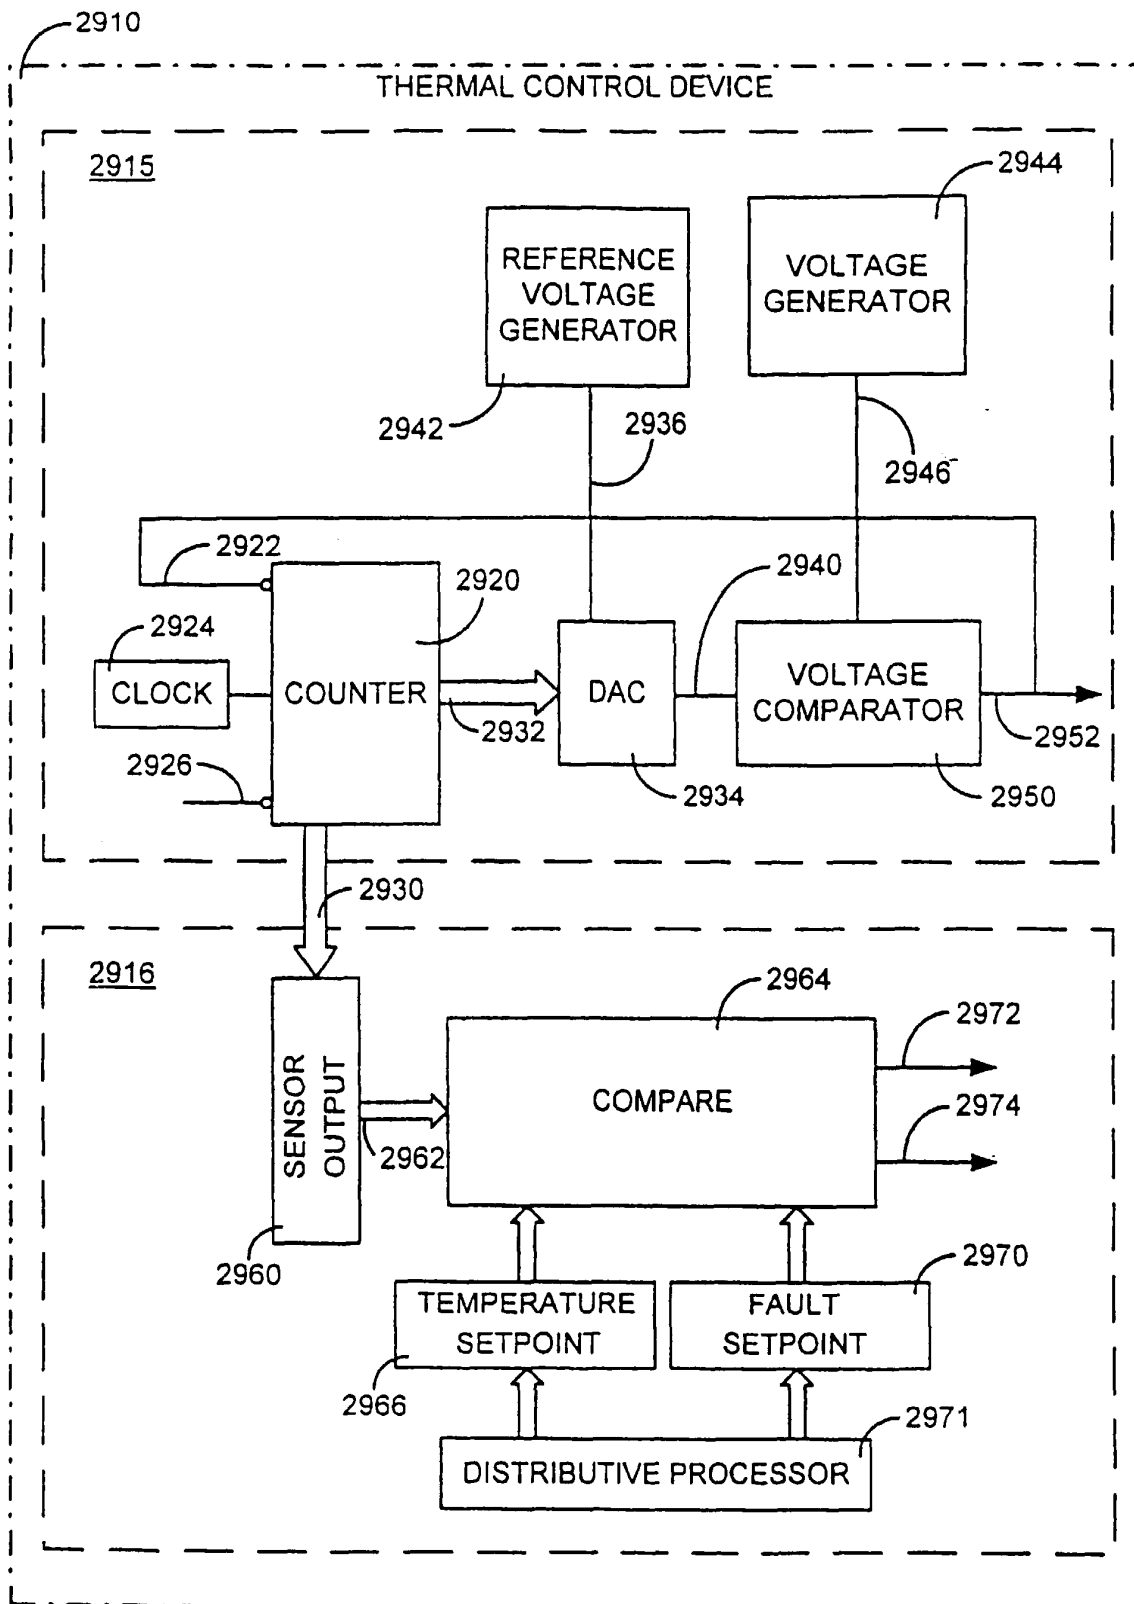 2910
THERMAL CONTROL DEVICE
2915
2944
REFERENCE
VOLTAGE
GENERATOR
VOLTAGE
GENERATOR
2942
2936
2946
2922
2920
2940
2924
CLOCK
COUNTER
DAC
VOLTAGE
COMPARATOR
2932
2952
2926
2934
2950
2930
2916
2964
2972
SENSOR
OUTPUT
COMPARE
2974
2962
2960
2970
TEMPERATURE
SETPOINT
FAULT
SETPOINT
2966
2971
DISTRIBUTIVE PROCESSOR